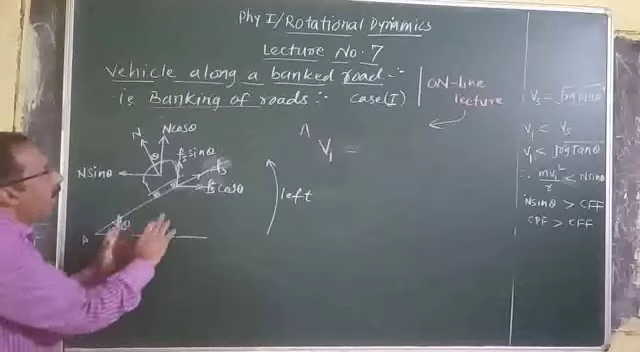 Phy I/Rotational Dynamics
Lecture No. 7
Vehicle along a banked road :-
ie Banking of roads :- case (I)
ON-line
lecture
N
Ncosθ
θ
fs sinθ
fs
Nsinθ
fs cosθ
A
θ
left
V₁ =
Vs = √rg Tanθ
V₁ < Vs
V₁ < √rg Tanθ
∴ mv₁²/r < Nsinθ
Nsinθ > CFF
CPF > CFF